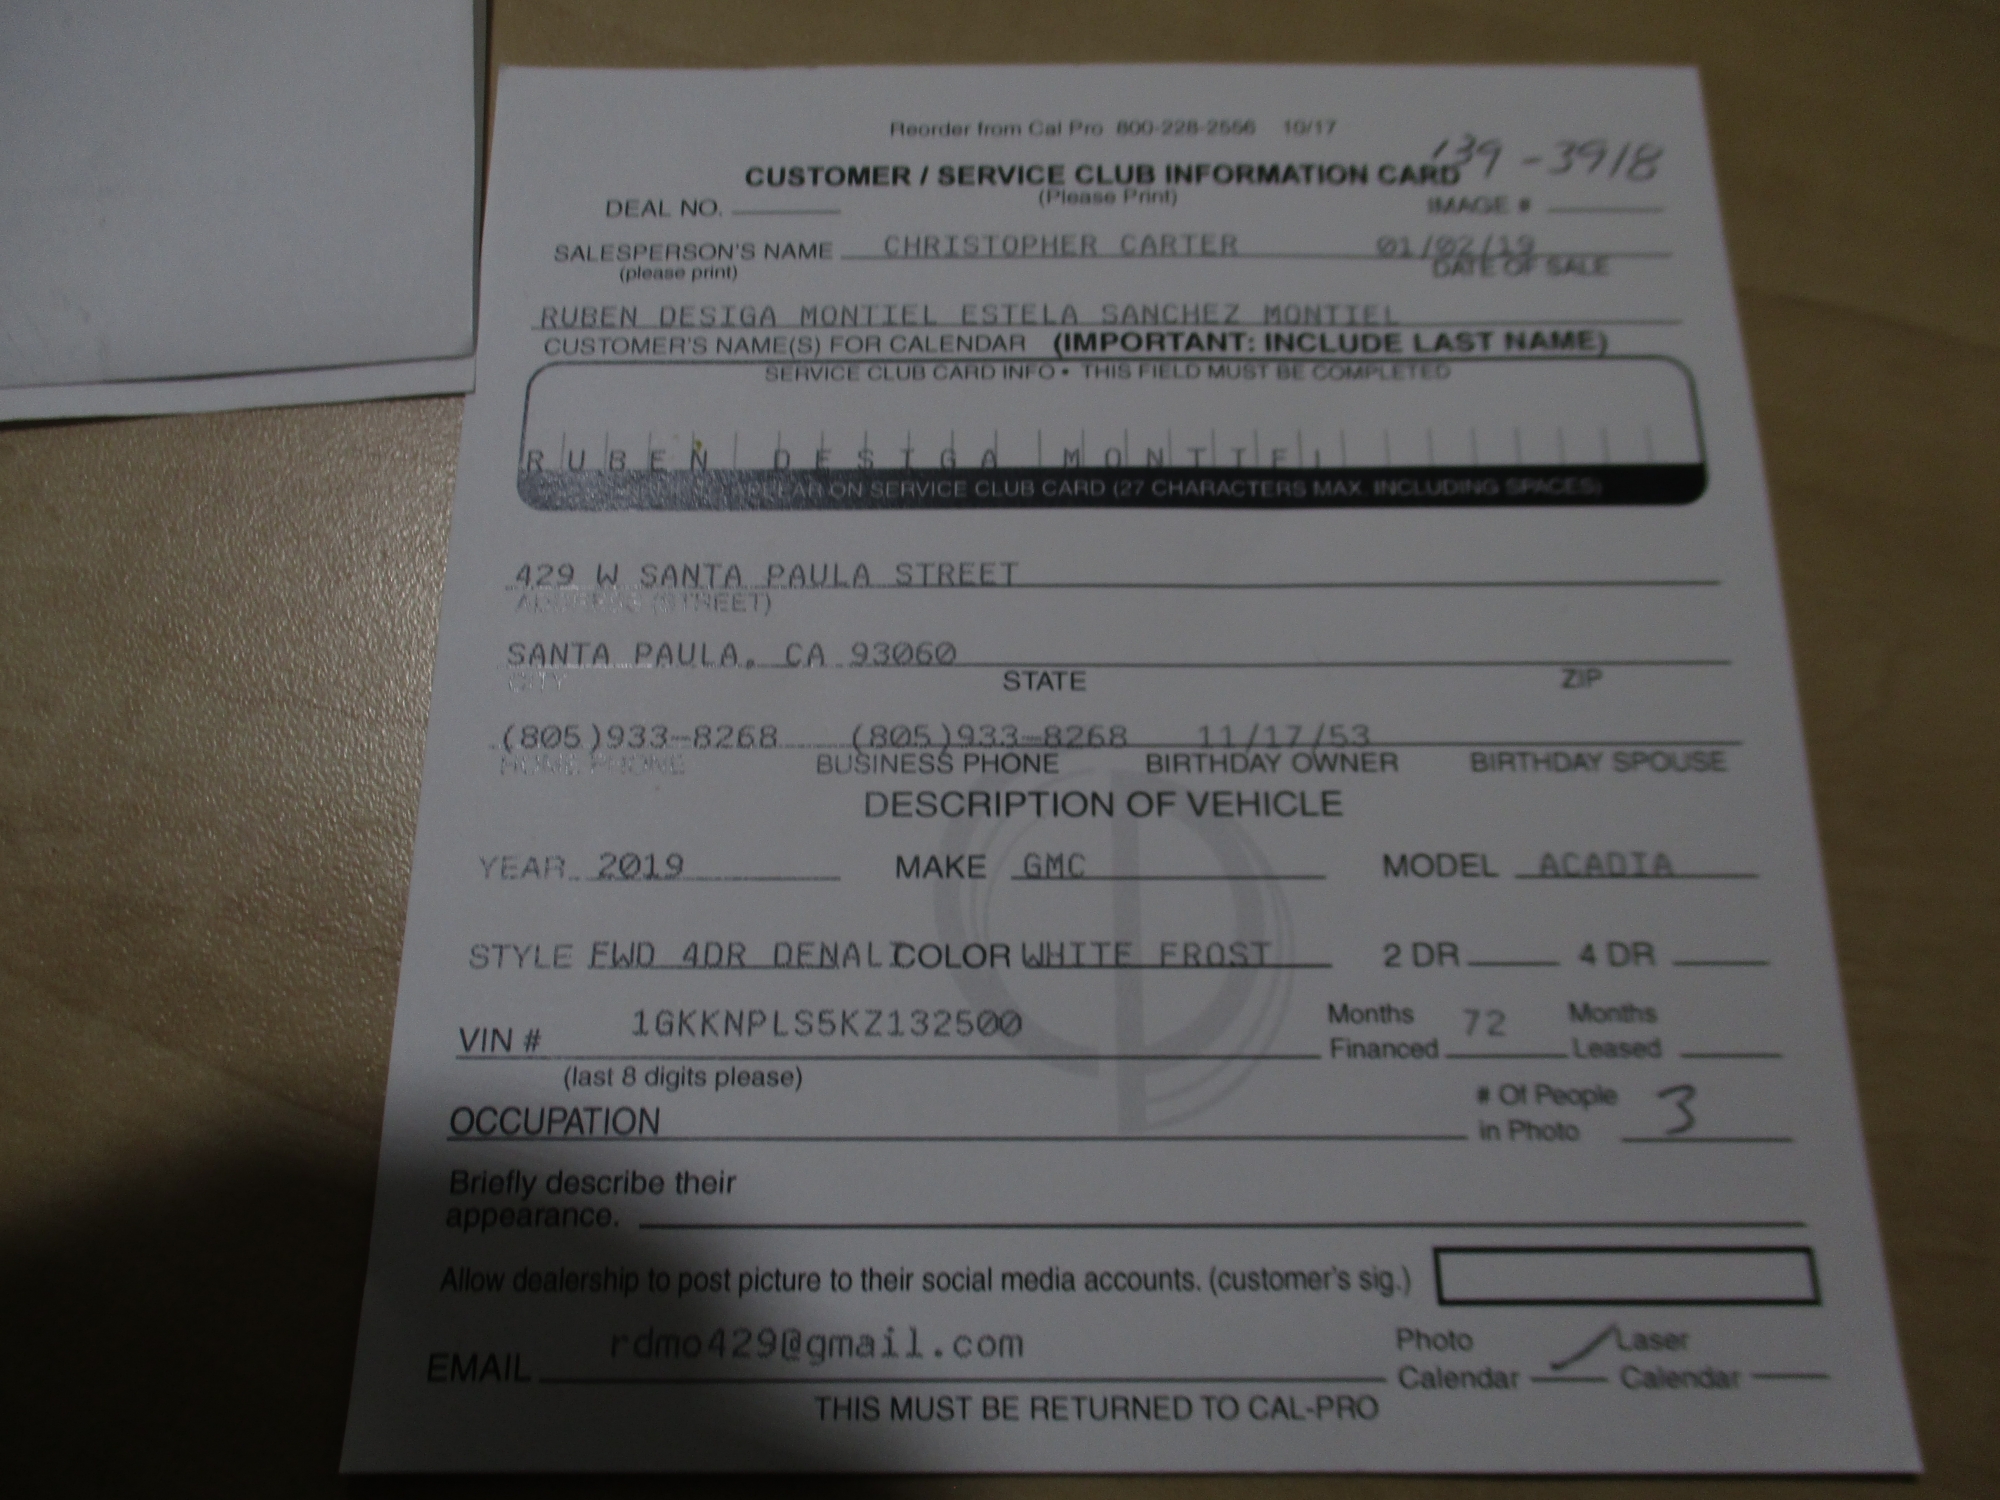 Reorder from Cal Pro 800-228-2556 10/17
139-3918
CUSTOMER / SERVICE CLUB INFORMATION CARD
(Please Print)
DEAL NO. IMAGE #
SALESPERSON'S NAME CHRISTOPHER CARTER 01/02/19
(please print) DATE OF SALE
RUBEN DESIGA MONTIEL ESTELA SANCHEZ MONTIEL
CUSTOMER'S NAME(S) FOR CALENDAR (IMPORTANT: INCLUDE LAST NAME)
SERVICE CLUB CARD INFO • THIS FIELD MUST BE COMPLETED
RUBEN DESIGA MONTIEL
APPEAR ON SERVICE CLUB CARD (27 CHARACTERS MAX. INCLUDING SPACES)
429 W SANTA PAULA STREET
ADDRESS (STREET)
SANTA PAULA, CA 93060
CITY STATE ZIP
(805)933-8268 (805)933-8268 11/17/53
HOME PHONE BUSINESS PHONE BIRTHDAY OWNER BIRTHDAY SPOUSE
DESCRIPTION OF VEHICLE
YEAR 2019 MAKE GMC MODEL ACADIA
STYLE FWD 4DR DENALI COLOR WHITE FROST 2 DR 4 DR
VIN # 1GKKNPLS5KZ132500 Months Financed 72 Months Leased
(last 8 digits please)
OCCUPATION # Of People in Photo 3
Briefly describe their
appearance.
Allow dealership to post picture to their social media accounts. (customer's sig.)
EMAIL rdmo429@gmail.com Photo Calendar Laser Calendar
THIS MUST BE RETURNED TO CAL-PRO